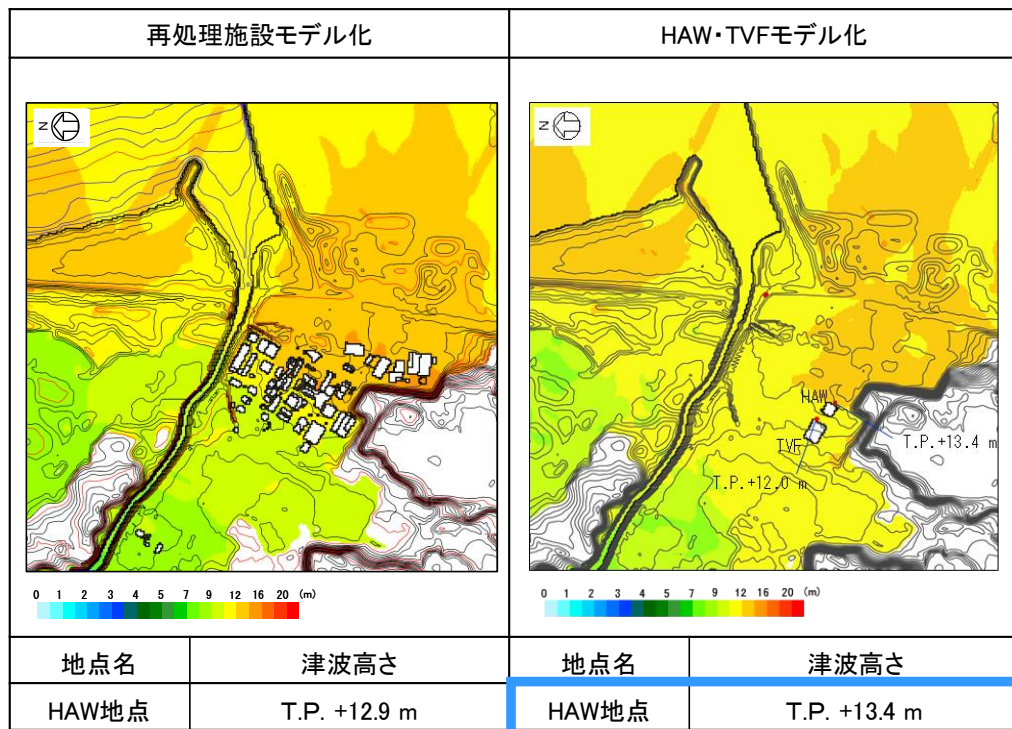 再処理施設モデル化
HAW・TVFモデル化
N
N
HAW
TVF
T.P.+13.4 m
T.P.+12.0 m
0 1 2 3 4 5 7 9 12 16 20 (m)
0 1 2 3 4 5 7 9 12 16 20 (m)
地点名 津波高さ 地点名 津波高さ
HAW地点 T.P. +12.9 m HAW地点 T.P. +13.4 m